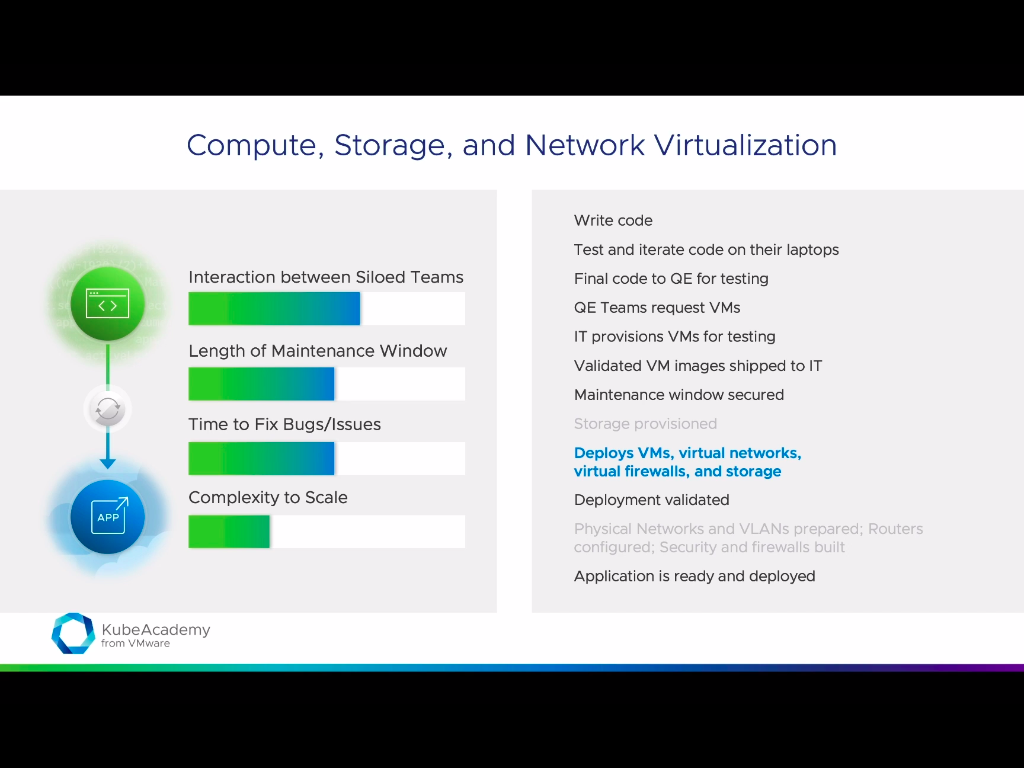 Compute, Storage, and Network Virtualization
Interaction between Siloed Teams
Length of Maintenance Window
Time to Fix Bugs/Issues
APP
Complexity to Scale
Write code
Test and iterate code on their laptops
Final code to QE for testing
QE Teams request VMs
IT provisions VMs for testing
Validated VM images shipped to IT
Maintenance window secured
Storage provisioned
Deploys VMs, virtual networks,
virtual firewalls, and storage
Deployment validated
Physical Networks and VLANs prepared; Routers
configured; Security and firewalls built
Application is ready and deployed
KubeAcademy
from VMware